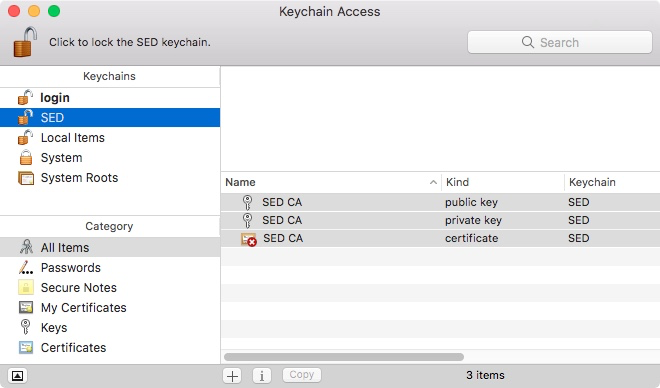 Keychain Access
Click to lock the SED keychain.
Search
Keychains
login
SED
Local Items
System
System Roots
Category
All Items
Passwords
Secure Notes
My Certificates
Keys
Certificates
Name Kind Keychain
SED CA public key SED
SED CA private key SED
SED CA certificate SED
Copy
3 items